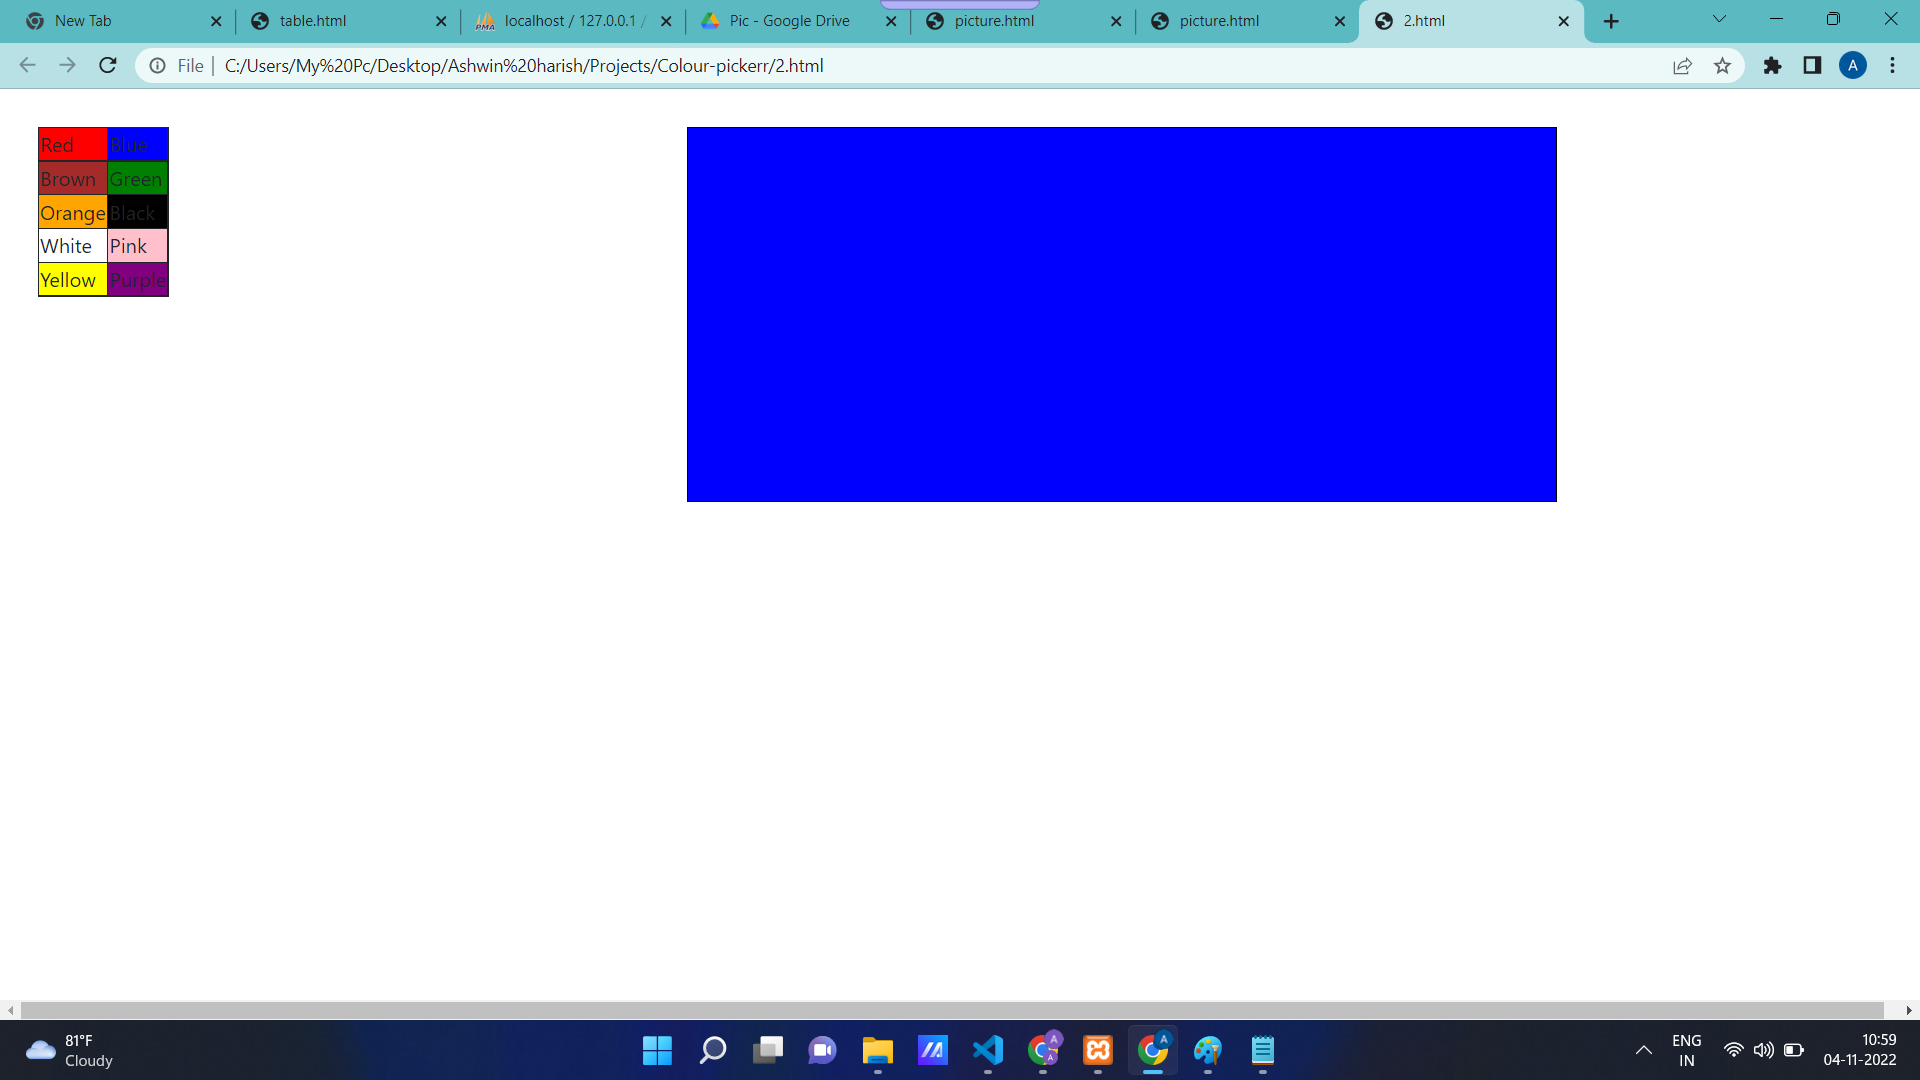 New Tab
table.html
localhost / 127.0.0.1 /
Pic - Google Drive
picture.html
picture.html
2.html
File
C:/Users/My%20Pc/Desktop/Ashwin%20harish/Projects/Colour-pickerr/2.html
A
Red Blue
Brown Green
Orange Black
White Pink
Yellow Purple
81°F
Cloudy
ENG
IN
10:59
04-11-2022